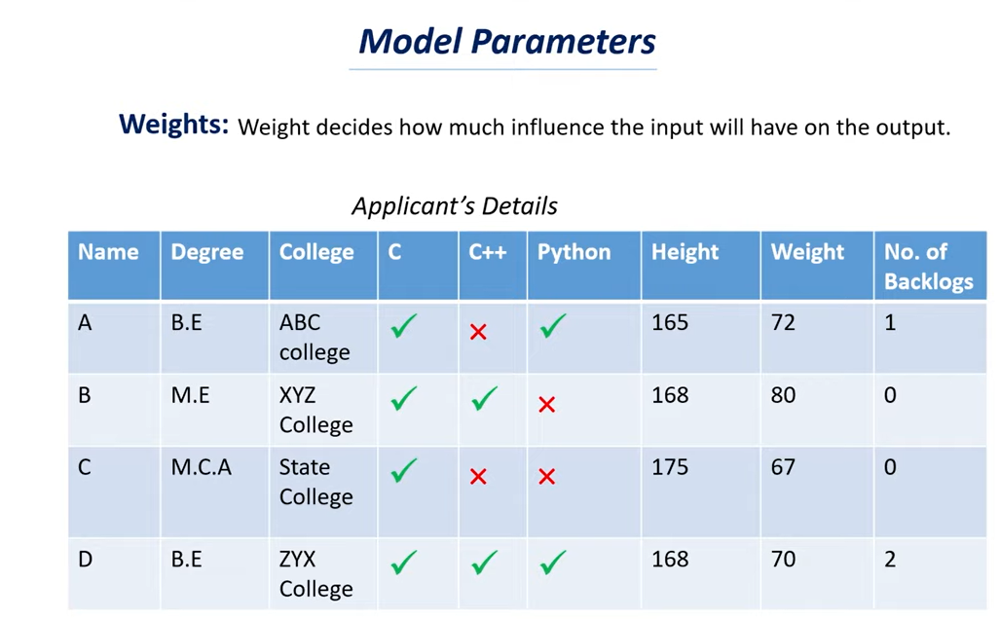 Model Parameters
Weights: Weight decides how much influence the input will have on the output.
Applicant’s Details
Name Degree College C C++ Python Height Weight No. of
Backlogs
A B.E ABC ✓ ✕ ✓ 165 72 1
college
B M.E XYZ ✓ ✓ ✕ 168 80 0
College
C M.C.A State ✓ ✕ ✕ 175 67 0
College
D B.E ZYX ✓ ✓ ✓ 168 70 2
College